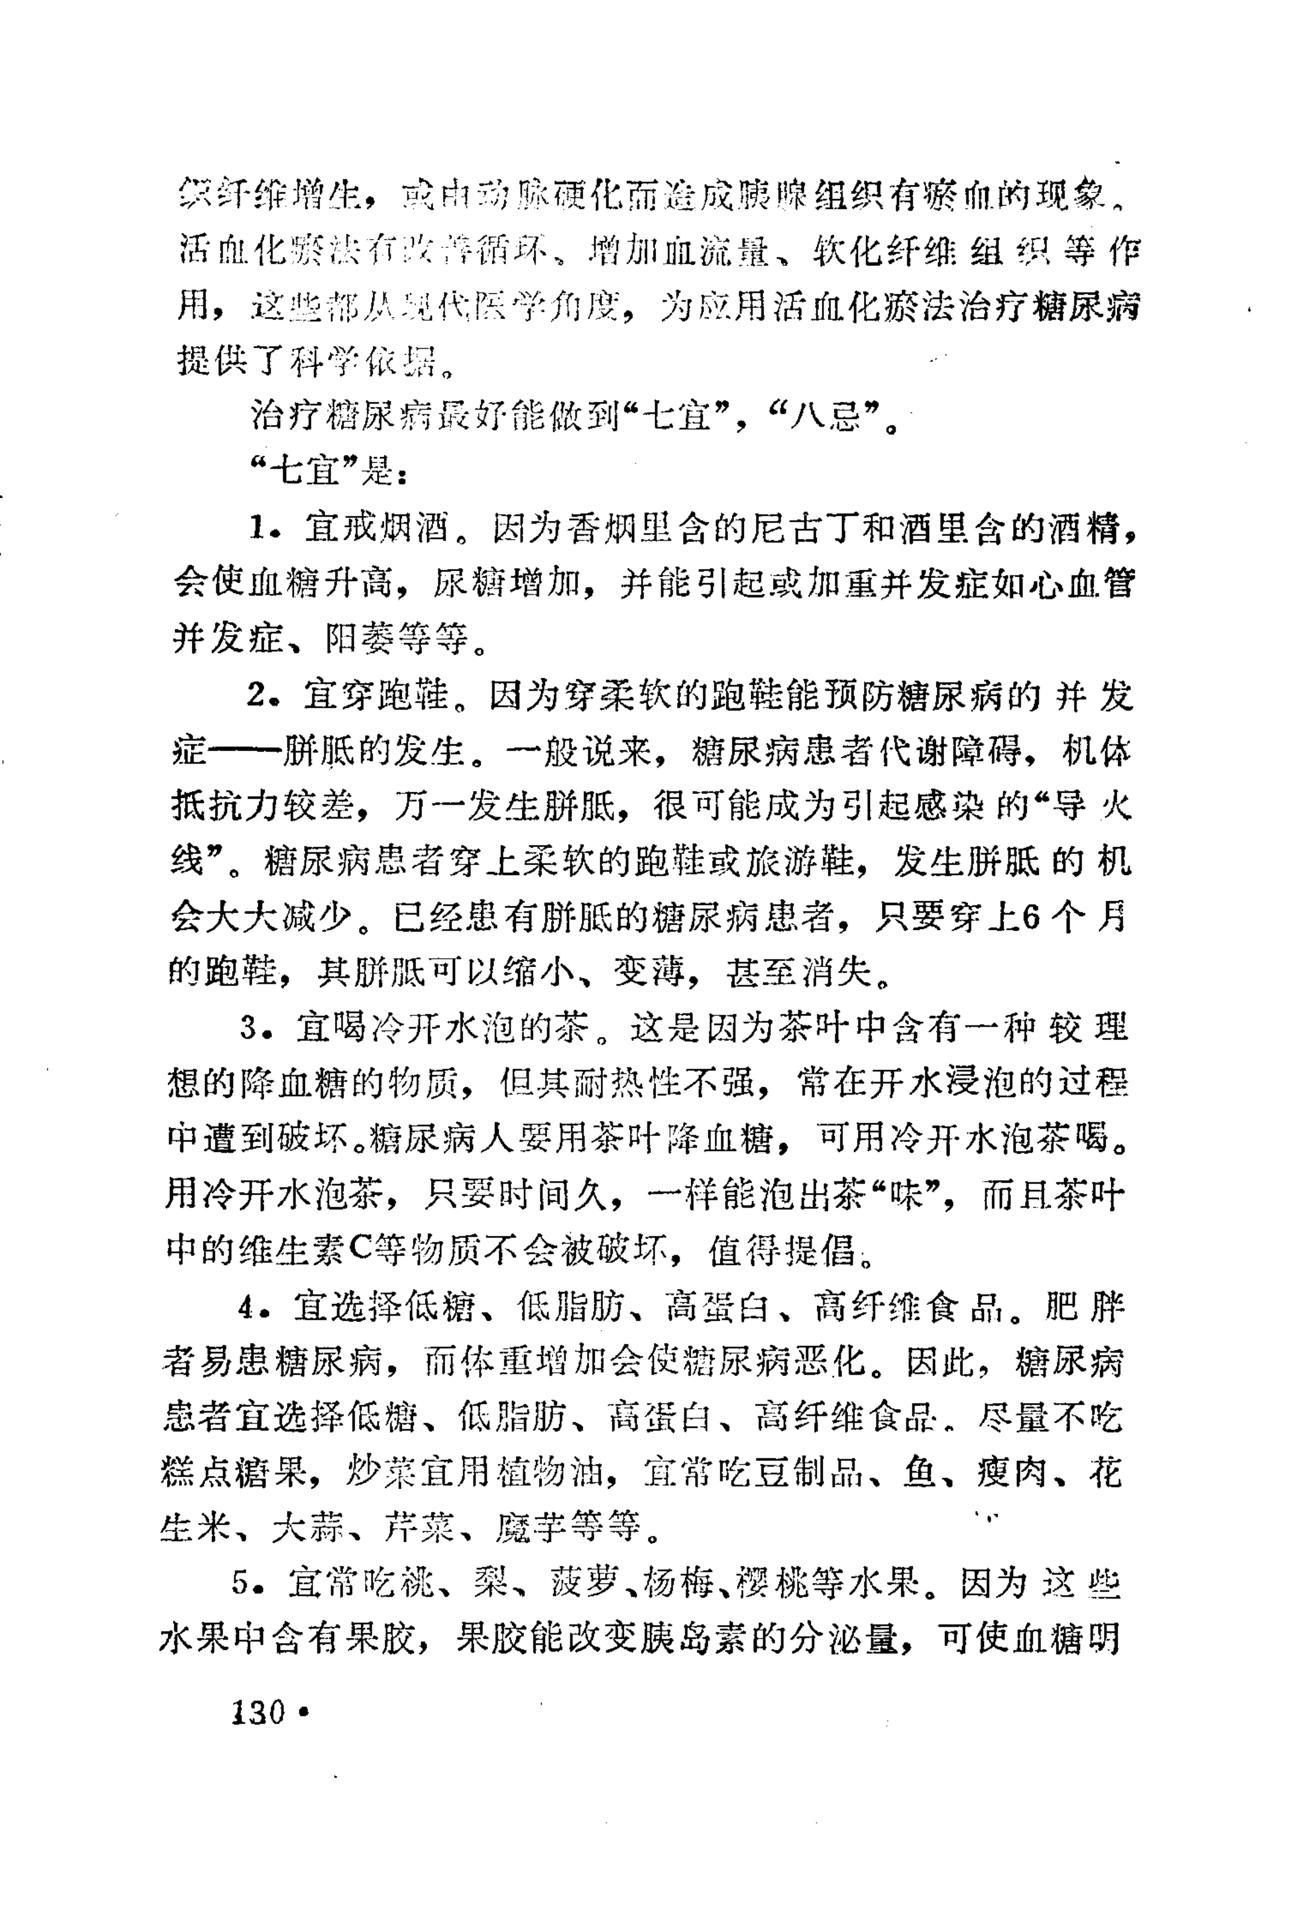 织纤维增生，或由动脉硬化而造成胰腺组织有瘀血的现象。
活血化瘀法有改善循环、增加血流量、软化纤维组织等作
用，这些都从现代医学角度，为应用活血化瘀法治疗糖尿病
提供了科学依据。
治疗糖尿病最好能做到“七宜”，“八忌”。
“七宜”是：
1．宜戒烟酒。因为香烟里含的尼古丁和酒里含的酒精，
会使血糖升高，尿糖增加，并能引起或加重并发症如心血管
并发症、阳萎等等。
2．宜穿跑鞋。因为穿柔软的跑鞋能预防糖尿病的并发
症——胼胝的发生。一般说来，糖尿病患者代谢障碍，机体
抵抗力较差，万一发生胼胝，很可能成为引起感染的“导火
线”。糖尿病患者穿上柔软的跑鞋或旅游鞋，发生胼胝的机
会大大减少。已经患有胼胝的糖尿病患者，只要穿上6个月
的跑鞋，其胼胝可以缩小、变薄，甚至消失。
3．宜喝冷开水泡的茶。这是因为茶叶中含有一种较理
想的降血糖的物质，但其耐热性不强，常在开水浸泡的过程
中遭到破坏。糖尿病人要用茶叶降血糖，可用冷开水泡茶喝。
用冷开水泡茶，只要时间久，一样能泡出茶“味”，而且茶叶
中的维生素C等物质不会被破坏，值得提倡。
4．宜选择低糖、低脂肪、高蛋白、高纤维食品。肥胖
者易患糖尿病，而体重增加会使糖尿病恶化。因此，糖尿病
患者宜选择低糖、低脂肪、高蛋白、高纤维食品。尽量不吃
糕点糖果，炒菜宜用植物油，宜常吃豆制品、鱼、瘦肉、花
生米、大蒜、芹菜、魔芋等等。
5．宜常吃桃、梨、菠萝、杨梅、樱桃等水果。因为这些
水果中含有果胶，果胶能改变胰岛素的分泌量，可使血糖明
130·